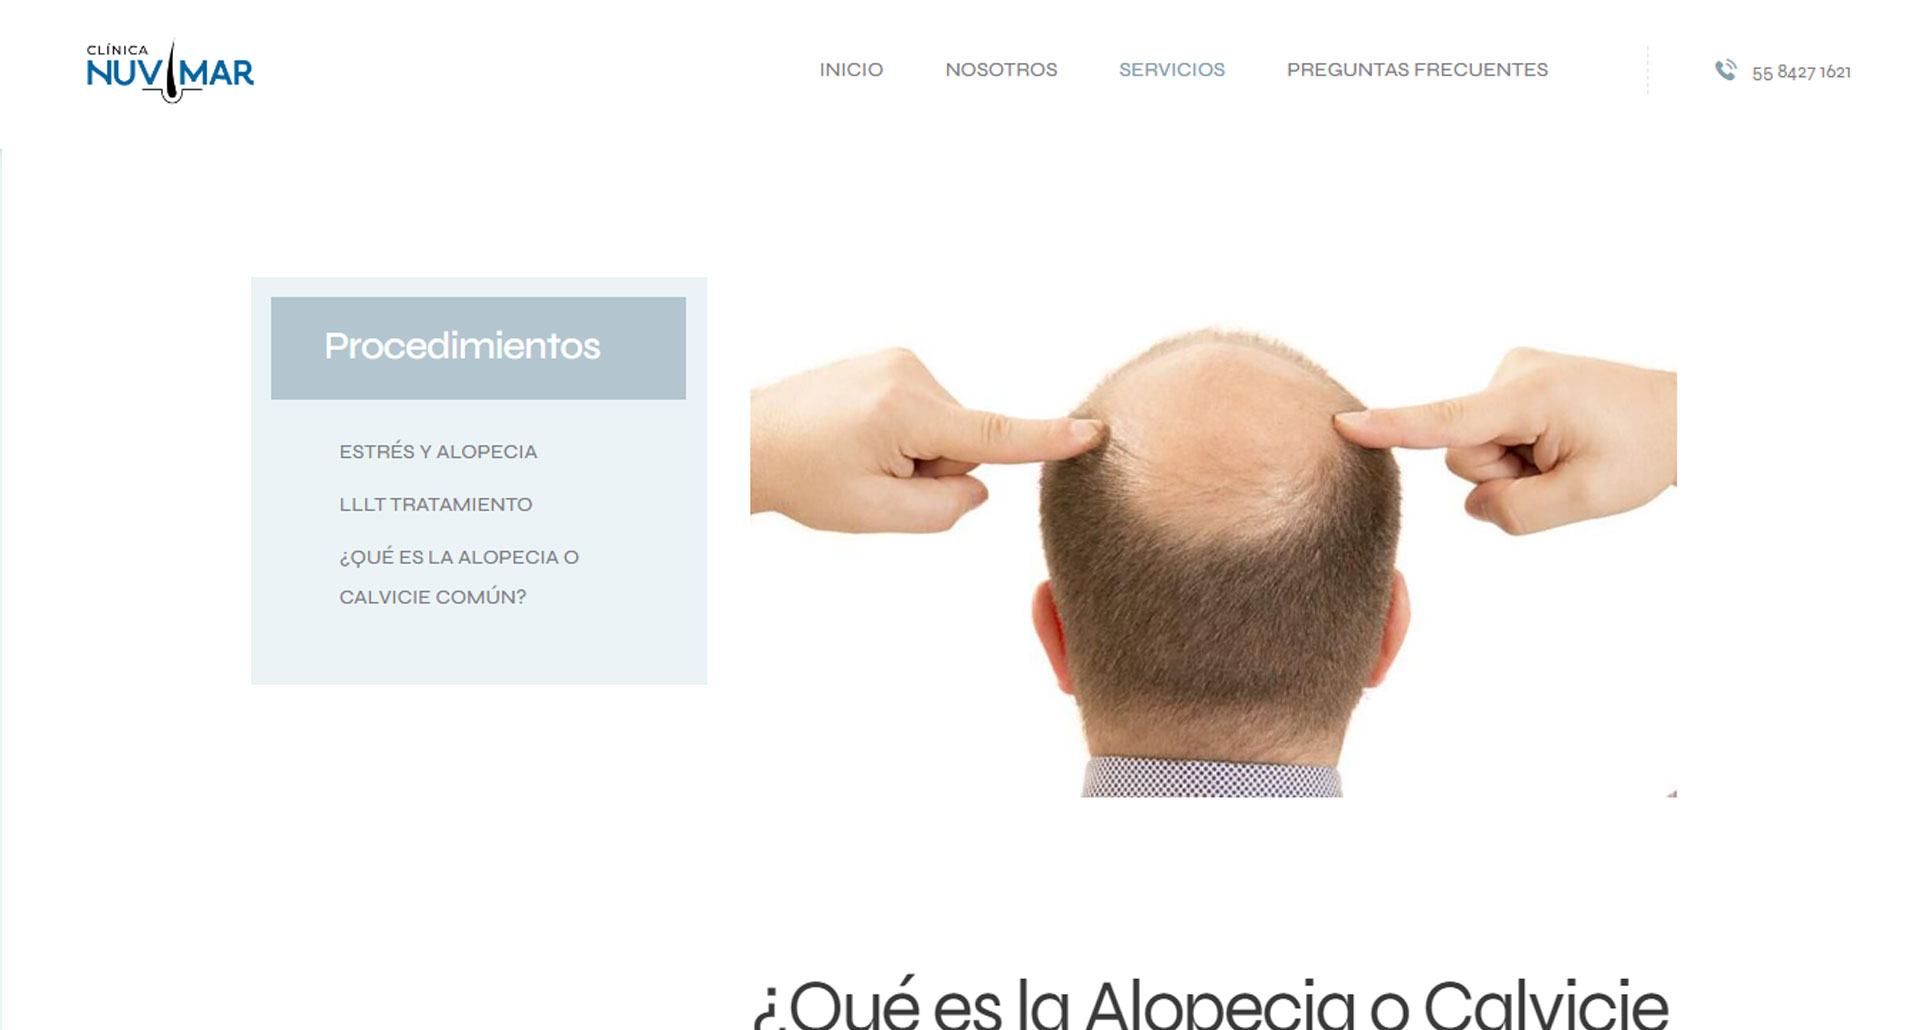 CLÍNICA
NUVIMAR
INICIO
NOSOTROS
SERVICIOS
PREGUNTAS FRECUENTES
55 8427 1621
Procedimientos
ESTRÉS Y ALOPECIA
LLLT TRATAMIENTO
¿QUÉ ES LA ALOPECIA O
CALVICIE COMÚN?
¿Qué es la Alopecia o Calvicie